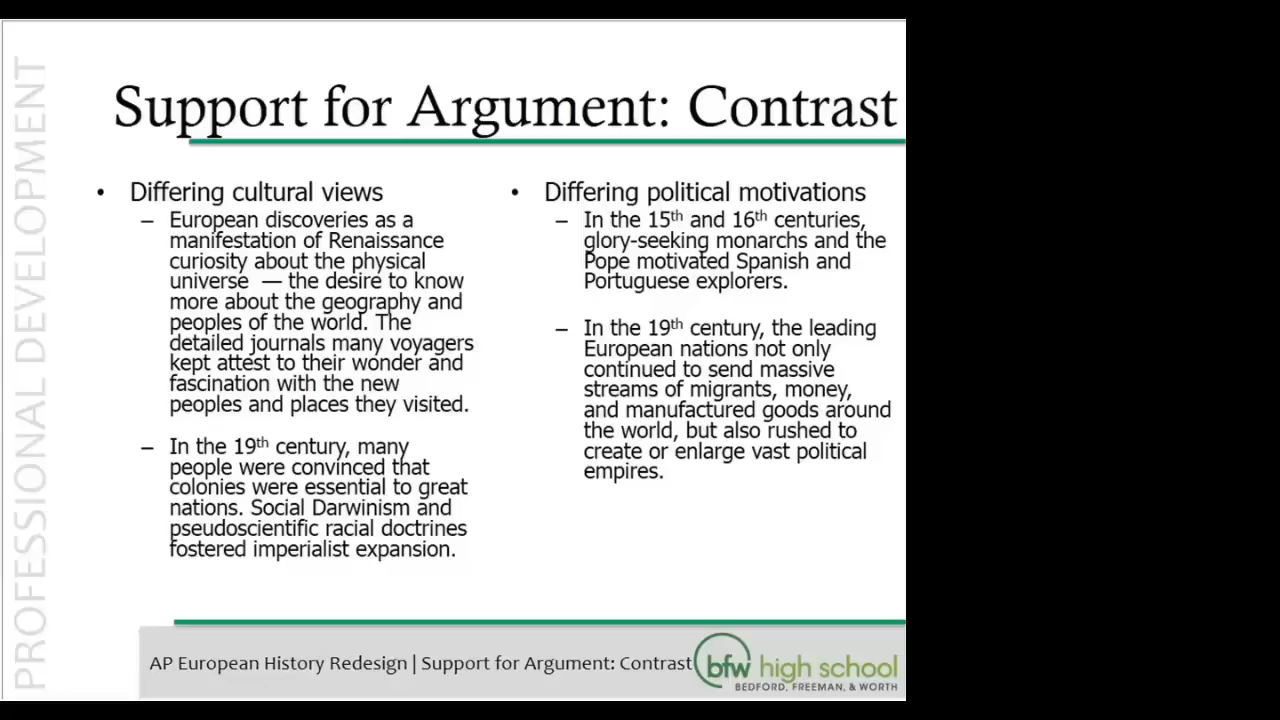 PROFESSIONAL DEVELOPMENT
Support for Argument: Contrast
• Differing cultural views
– European discoveries as a
manifestation of Renaissance
curiosity about the physical
universe — the desire to know
more about the geography and
peoples of the world. The
detailed journals many voyagers
kept attest to their wonder and
fascination with the new
peoples and places they visited.
– In the 19th century, many
people were convinced that
colonies were essential to great
nations. Social Darwinism and
pseudoscientific racial doctrines
fostered imperialist expansion.
• Differing political motivations
– In the 15th and 16th centuries,
glory-seeking monarchs and the
Pope motivated Spanish and
Portuguese explorers.
– In the 19th century, the leading
European nations not only
continued to send massive
streams of migrants, money,
and manufactured goods around
the world, but also rushed to
create or enlarge vast political
empires.
AP European History Redesign | Support for Argument: Contrast
bfw high school
BEDFORD, FREEMAN, & WORTH